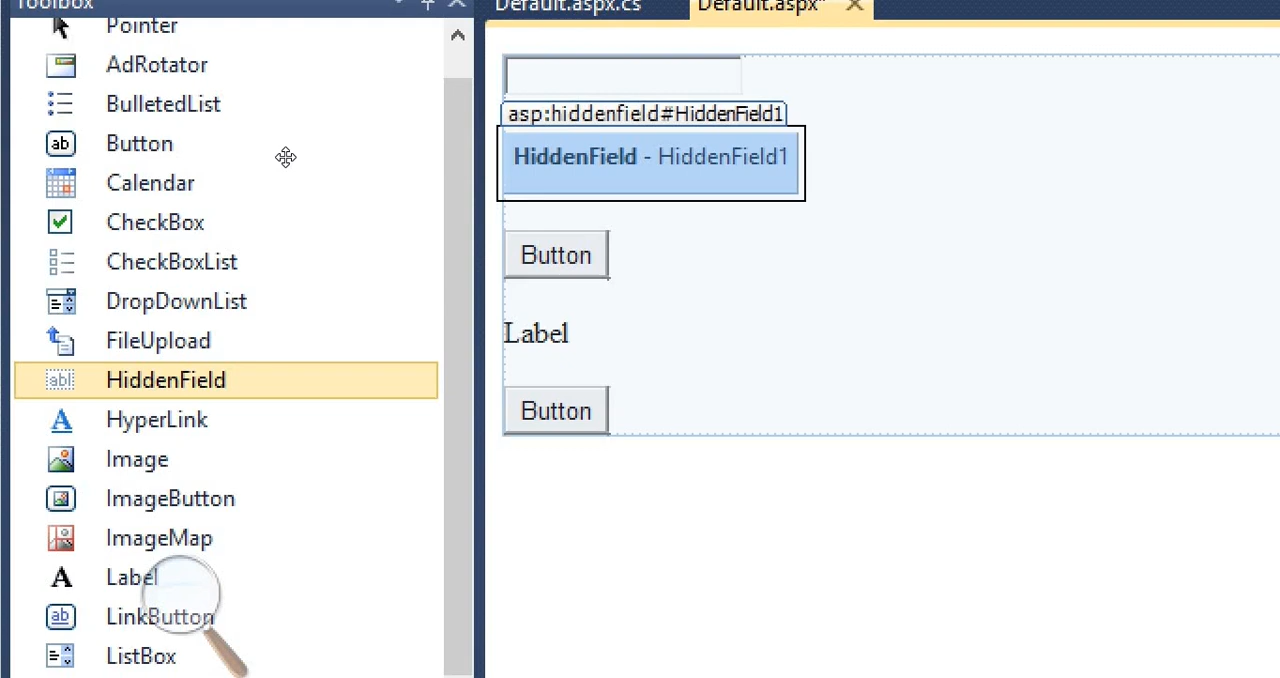 Toolbox
Default.aspx.cs
Default.aspx*
Pointer
AdRotator
BulletedList
Button
Calendar
CheckBox
CheckBoxList
DropDownList
FileUpload
HiddenField
HyperLink
Image
ImageButton
ImageMap
Label
LinkButton
ListBox
asp:hiddenfield#HiddenField1
HiddenField - HiddenField1
Button
Label
Button